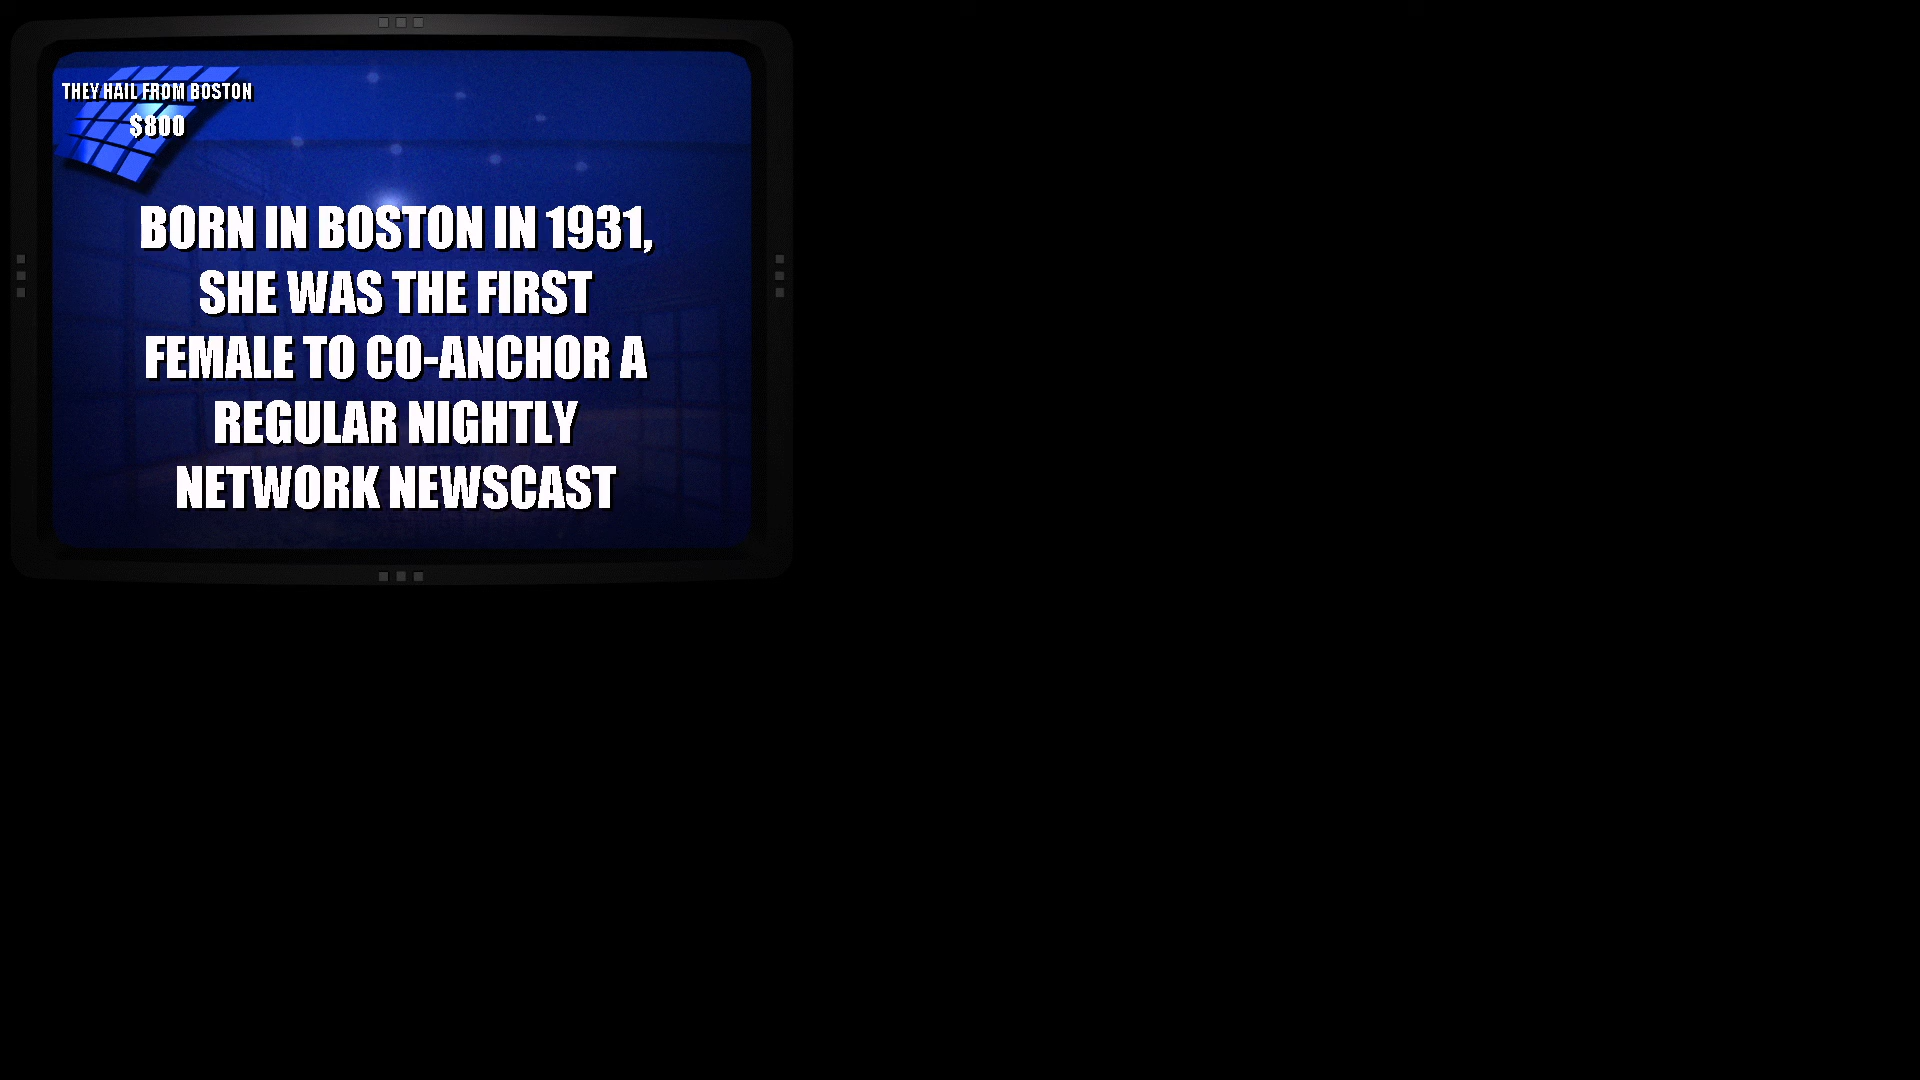 THEY HAIL FROM BOSTON
$800
BORN IN BOSTON IN 1931,
SHE WAS THE FIRST
FEMALE TO CO-ANCHOR A
REGULAR NIGHTLY
NETWORK NEWSCAST